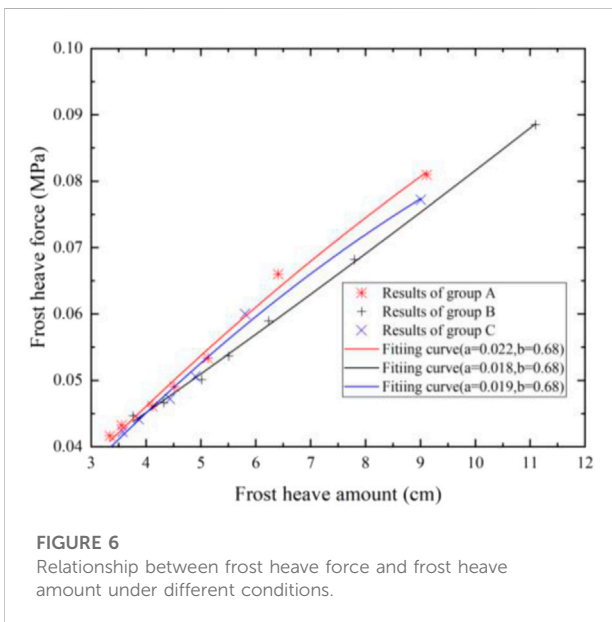 0.10
0.09
0.08
0.07
0.06
0.05
0.04
Frost heave force (MPa)
Results of group A
Results of group B
Results of group C
Fitiing curve(a=0.022,b=0.68)
Fitiing curve(a=0.018,b=0.68)
Fitiing curve(a=0.019,b=0.68)
3 4 5 6 7 8 9 10 11 12
Frost heave amount (cm)
FIGURE 6
Relationship between frost heave force and frost heave
amount under different conditions.